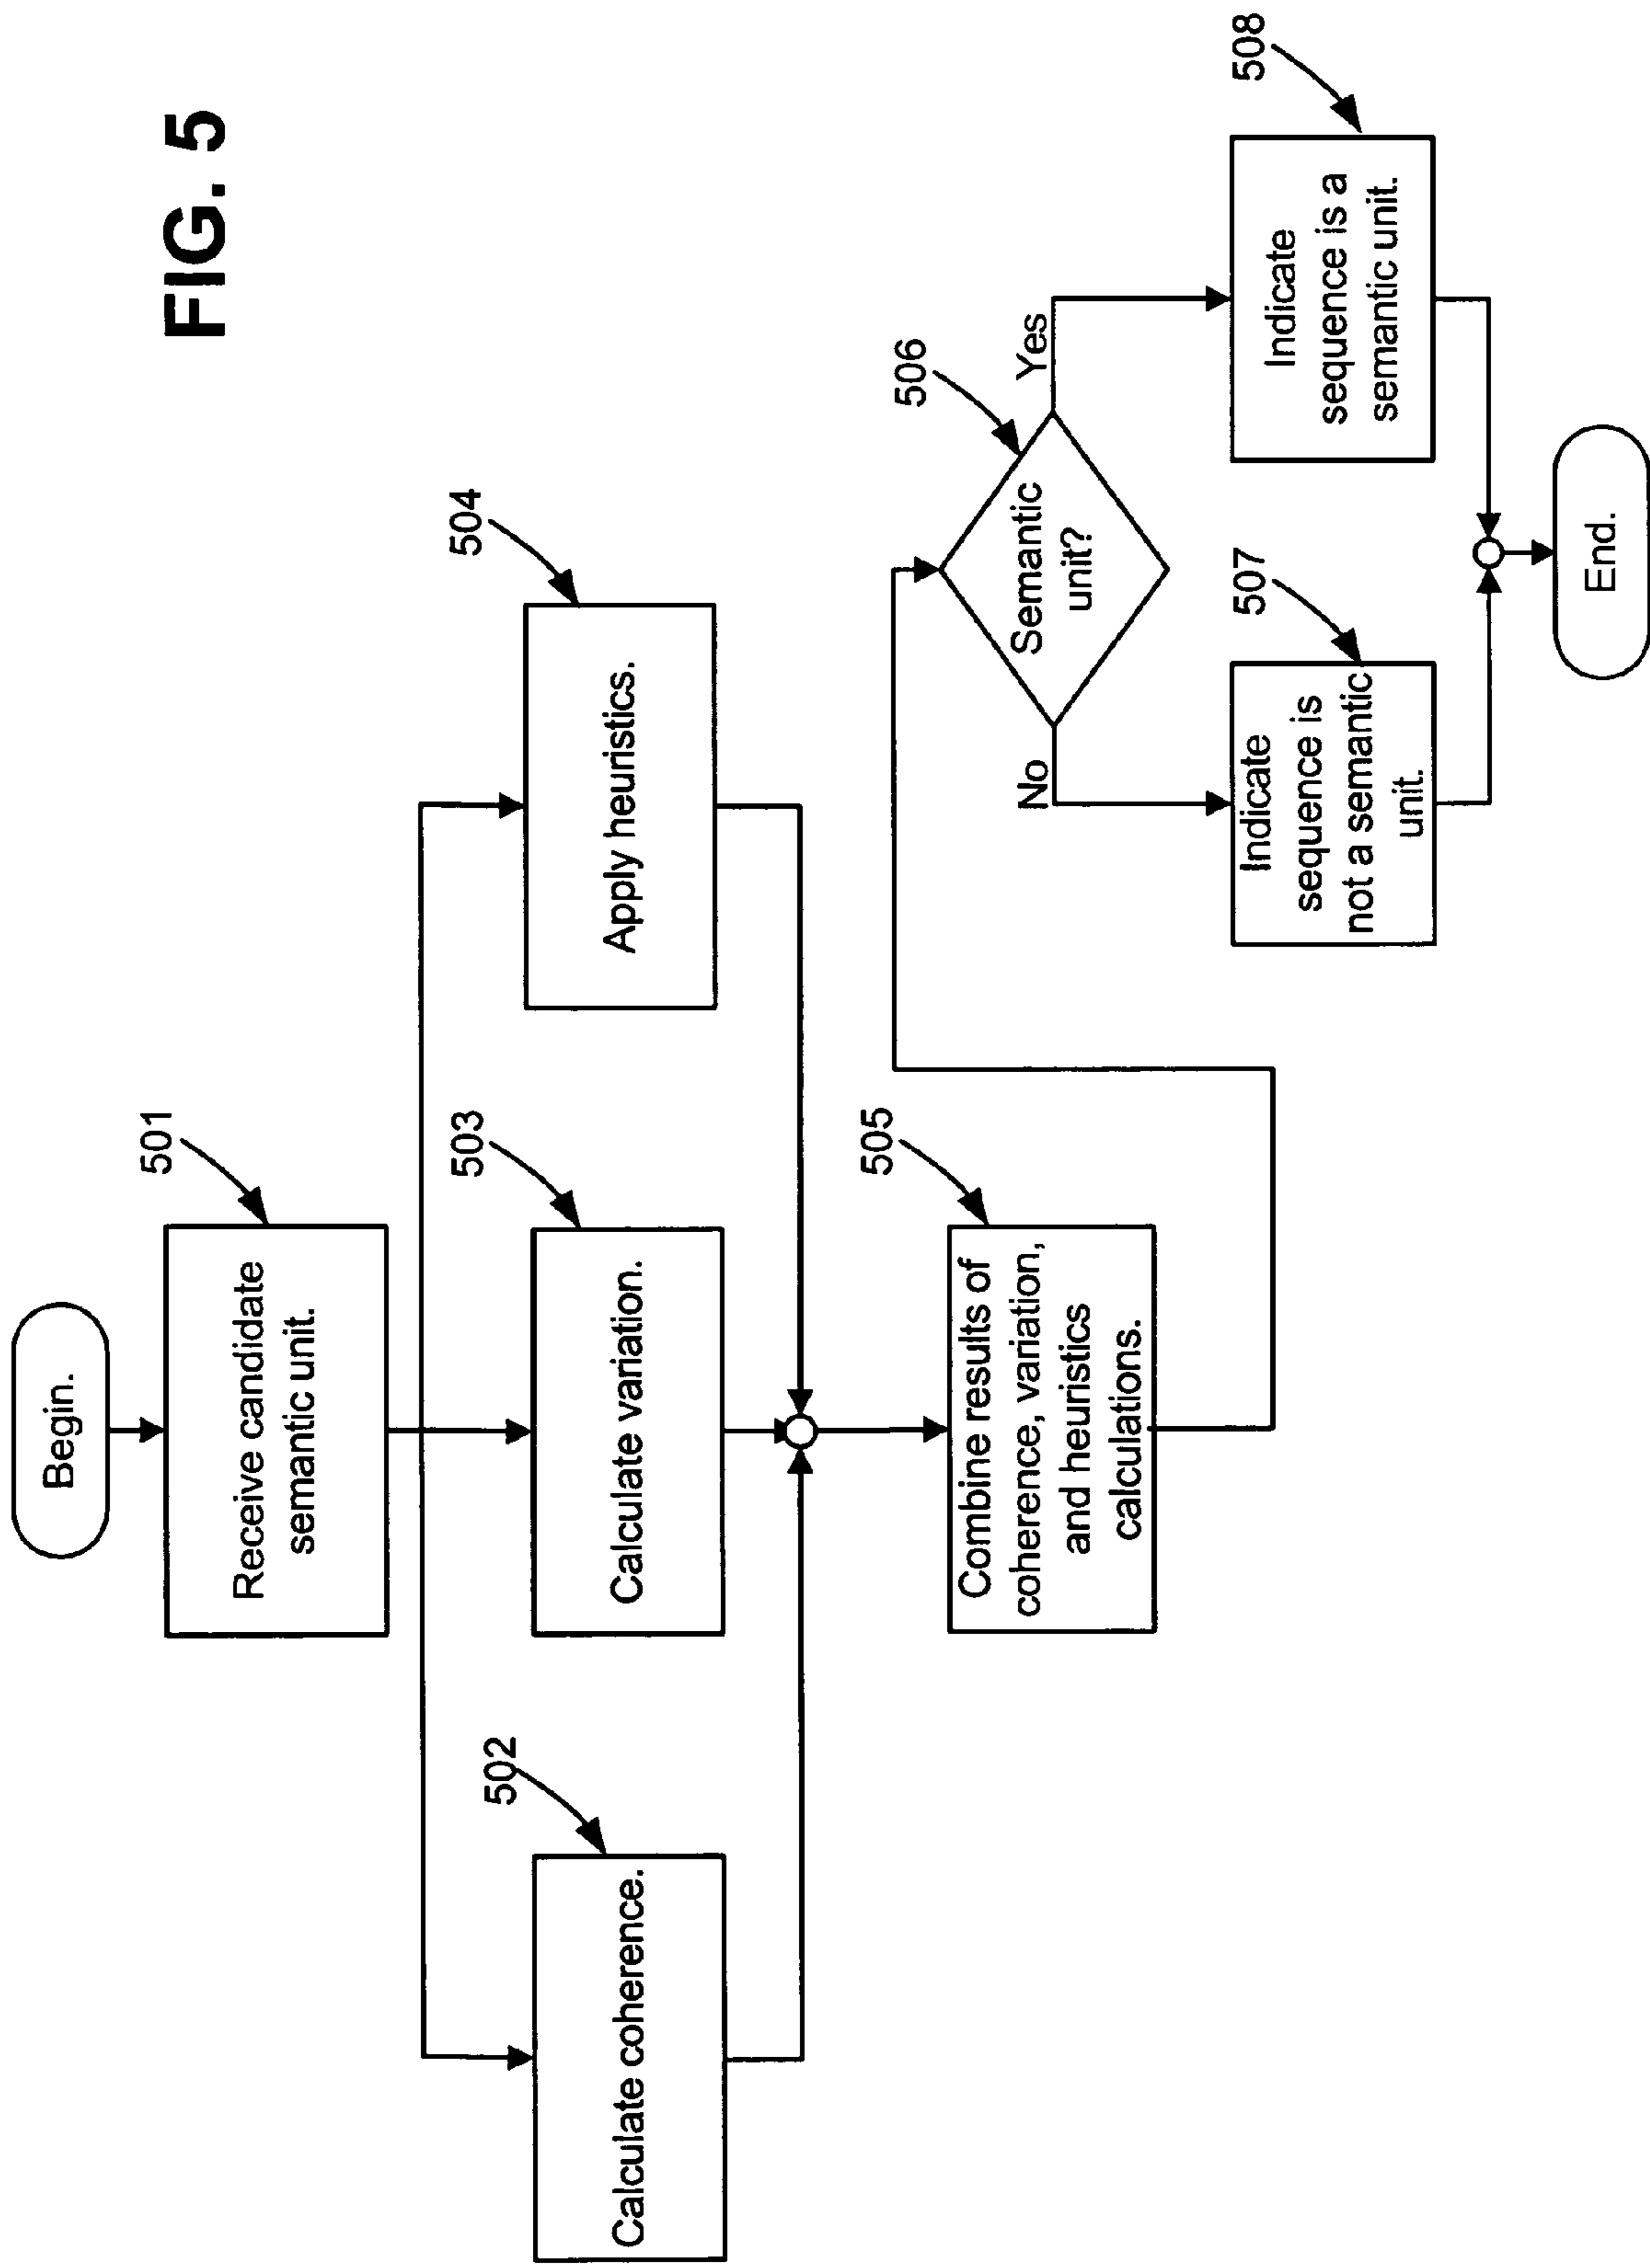 FIG. 5
Begin.
501
Receive candidate
semantic unit.
502
Calculate coherence.
503
Calculate variation.
504
Apply heuristics.
505
Combine results of
coherence, variation,
and heuristics
calculations.
506
Semantic
unit?
No
Yes
507
Indicate
sequence is
not a semantic
unit.
508
Indicate
sequence is a
semantic unit.
End.